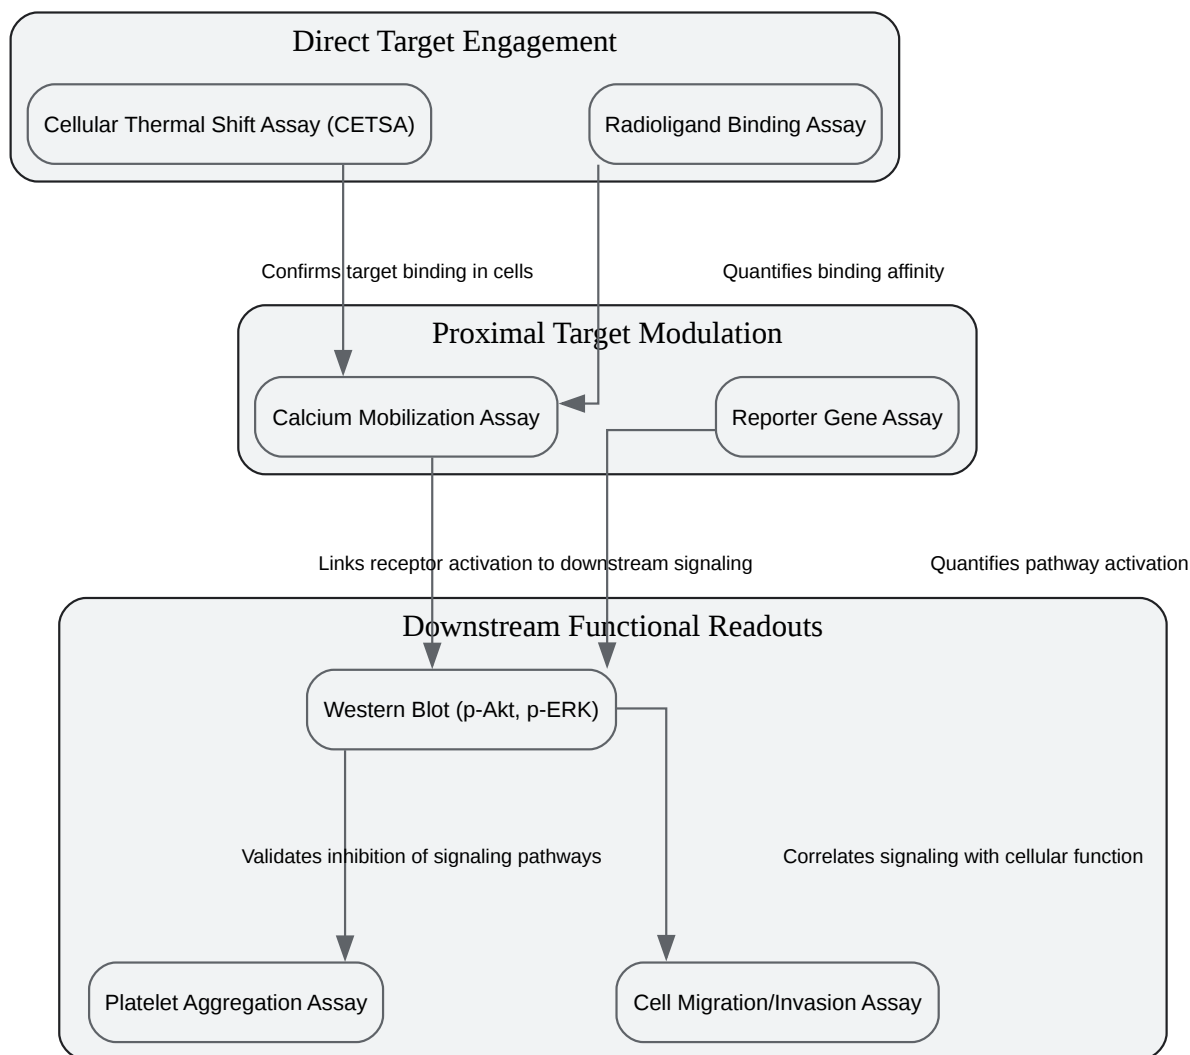 Direct Target Engagement
Cellular Thermal Shift Assay (CETSA)
Radioligand Binding Assay
Confirms target binding in cells
Quantifies binding affinity
Proximal Target Modulation
Calcium Mobilization Assay
Reporter Gene Assay
Links receptor activation to downstream signaling
Quantifies pathway activation
Downstream Functional Readouts
Western Blot (p-Akt, p-ERK)
Validates inhibition of signaling pathways
Correlates signaling with cellular function
Platelet Aggregation Assay
Cell Migration/Invasion Assay